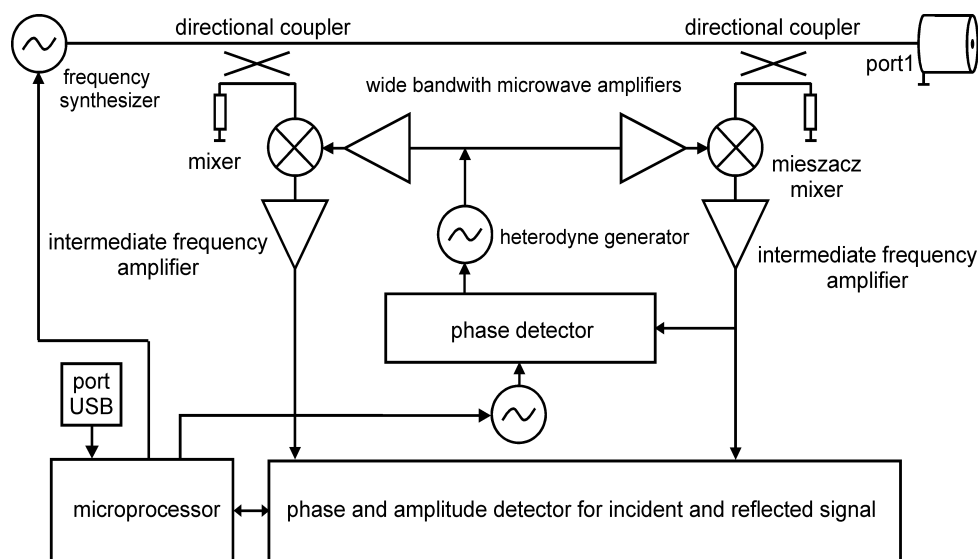 directional coupler
directional coupler
port1
frequency
synthesizer
wide bandwith microwave amplifiers
mixer
mieszacz
mixer
intermediate frequency
amplifier
heterodyne generator
intermediate frequency
amplifier
phase detector
port
USB
microprocessor
phase and amplitude detector for incident and reflected signal